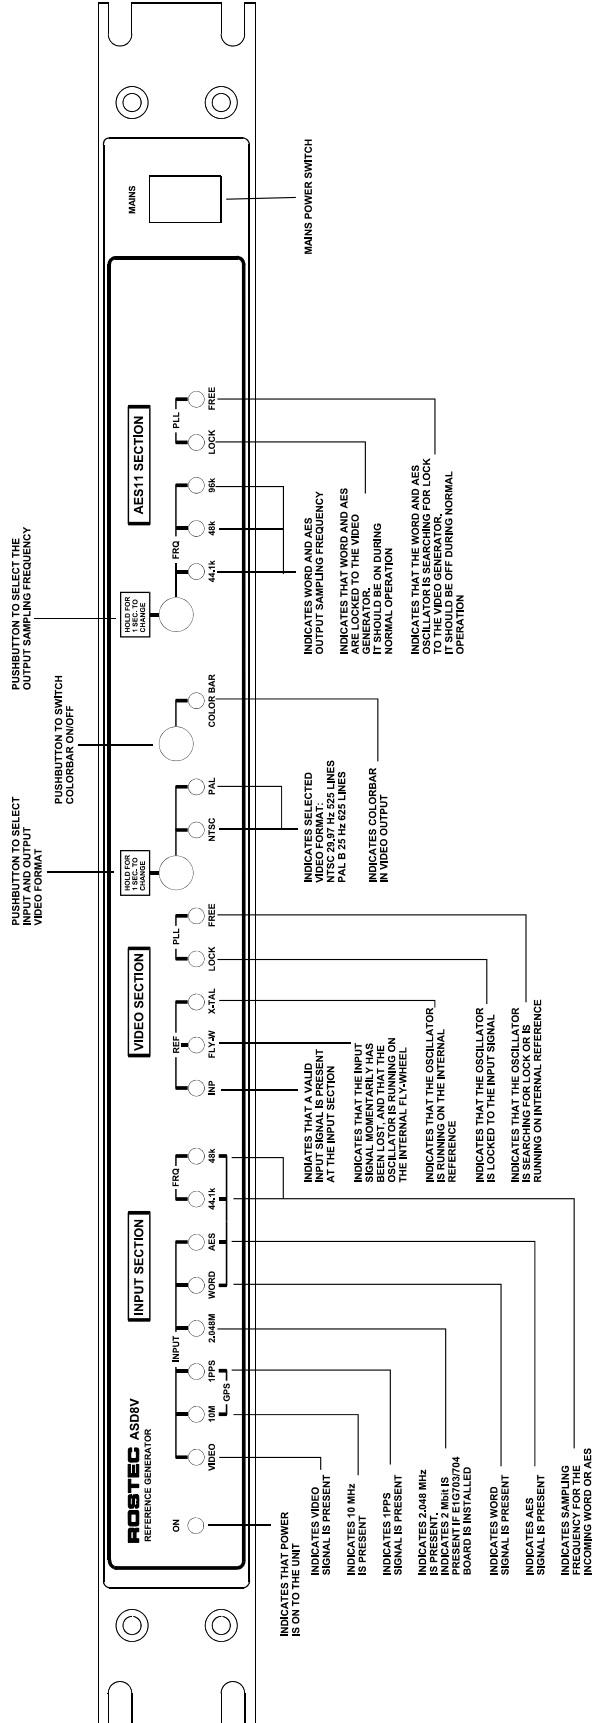 PUSHBUTTON TO SELECT
INPUT AND OUTPUT
VIDEO FORMAT
PUSHBUTTON TO SWITCH
COLORBAR ON/OFF
PUSHBUTTON TO SELECT THE
OUTPUT SAMPLING FREQUENCY
ROSTEC ASD8V
REFERENCE GENERATOR
INPUT SECTION
VIDEO SECTION
AES11 SECTION
MAINS
HOLD FOR
1 SEC. TO
CHANGE
HOLD FOR
1 SEC. TO
CHANGE
ON
INPUT
FRQ
REF
PLL
FRQ
PLL
VIDEO
10M
1PPS
2.048M
WORD
AES
44.1k
48k
INP
FLY-W
X-TAL
LOCK
FREE
NTSC
PAL
COLOR BAR
44.1k
48k
96k
LOCK
FREE
GPS
INDICATES THAT POWER
IS ON TO THE UNIT
INDICATES VIDEO
SIGNAL IS PRESENT
INDICATES 10 MHz
IS PRESENT
INDICATES 1PPS
SIGNAL IS PRESENT
INDICATES 2.048 MHz
IS PRESENT.
INDICATES 2 Mbit IS
PRESENT IF E1G703/704
BOARD IS INSTALLED
INDICATES WORD
SIGNAL IS PRESENT
INDICATES AES
SIGNAL IS PRESENT
INDICATES SAMPLING
FREQUENCY FOR THE
INCOMING WORD OR AES
INDIATES THAT A VALID
INPUT SIGNAL IS PRESENT
AT THE INPUT SECTION
INDICATES THAT THE INPUT
SIGNAL MOMENTARILY HAS
BEEN LOST, AND THAT THE
OSCILLATOR IS RUNNING ON
THE INTERNAL FLY-WHEEL
INDICATES THAT THE OSCILLATOR
IS RUNNING ON THE INTERNAL
REFERENCE
INDICATES THAT THE OSCILLATOR
IS LOCKED TO THE INPUT SIGNAL
INDICATES THAT THE OSCILLATOR
IS SEARCHING FOR LOCK OR IS
RUNNING ON INTERNAL REFERENCE
INDICATES SELECTED
VIDEO FORMAT:
NTSC 29,97 Hz 525 LINES
PAL B 25 Hz 625 LINES
INDICATES COLORBAR
IN VIDEO OUTPUT
INDICATES WORD AND AES
OUTPUT SAMPLING FREQUENCY
INDICATES THAT WORD AND AES
ARE LOCKED TO THE VIDEO
GENERATOR.
IT SHOULD BE ON DURING
NORMAL OPERATION
INDICATES THAT THE WORD AND AES
OSCILLATOR IS SEARCHING FOR LOCK
TO THE VIDEO GENERATOR.
IT SHOULD BE OFF DURING NORMAL
OPERATION
MAINS POWER SWITCH